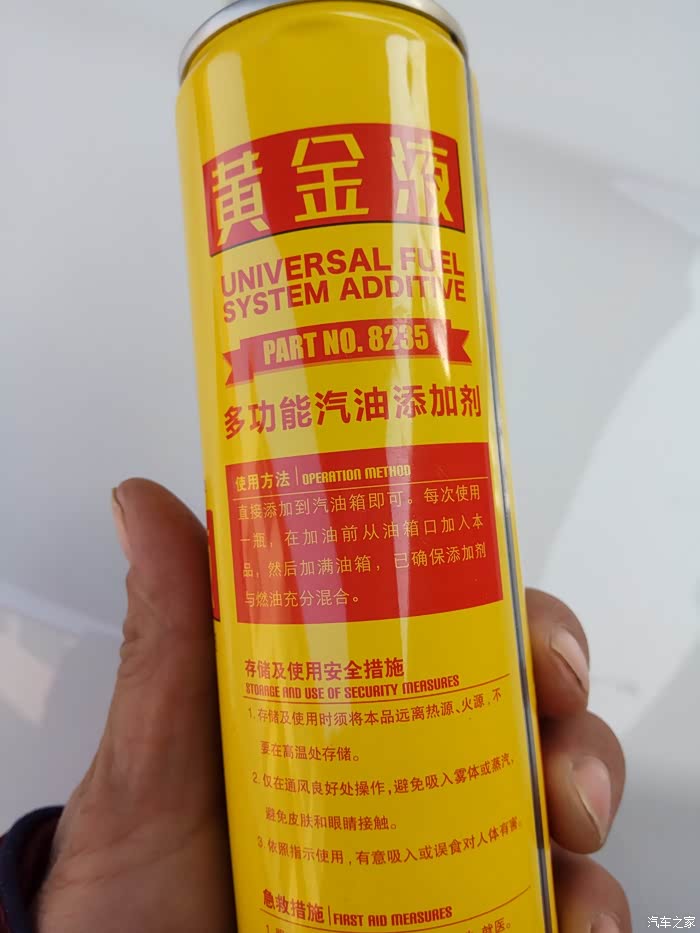 黄金液
UNIVERSAL FUEL
SYSTEM ADDITIVE
PART NO. 8235
多功能汽油添加剂
使用方法 | OPERATION METHOD
直接添加到汽油箱即可。每次使用
一瓶，在加油前从油箱口加入本
品，然后加满油箱，已确保添加剂
与燃油充分混合。
存储及使用安全措施
STORAGE AND USE OF SECURITY MEASURES
1. 存储及使用时须将本品远离热源、火源，不
要在高温处存储。
2. 仅在通风良好处操作，避免吸入雾体或蒸汽，
避免皮肤和眼睛接触。
3. 依照指示使用，有意吸入或误食对人体有害。
急救措施 | FIRST AID MEASURES
就医。
汽车之家